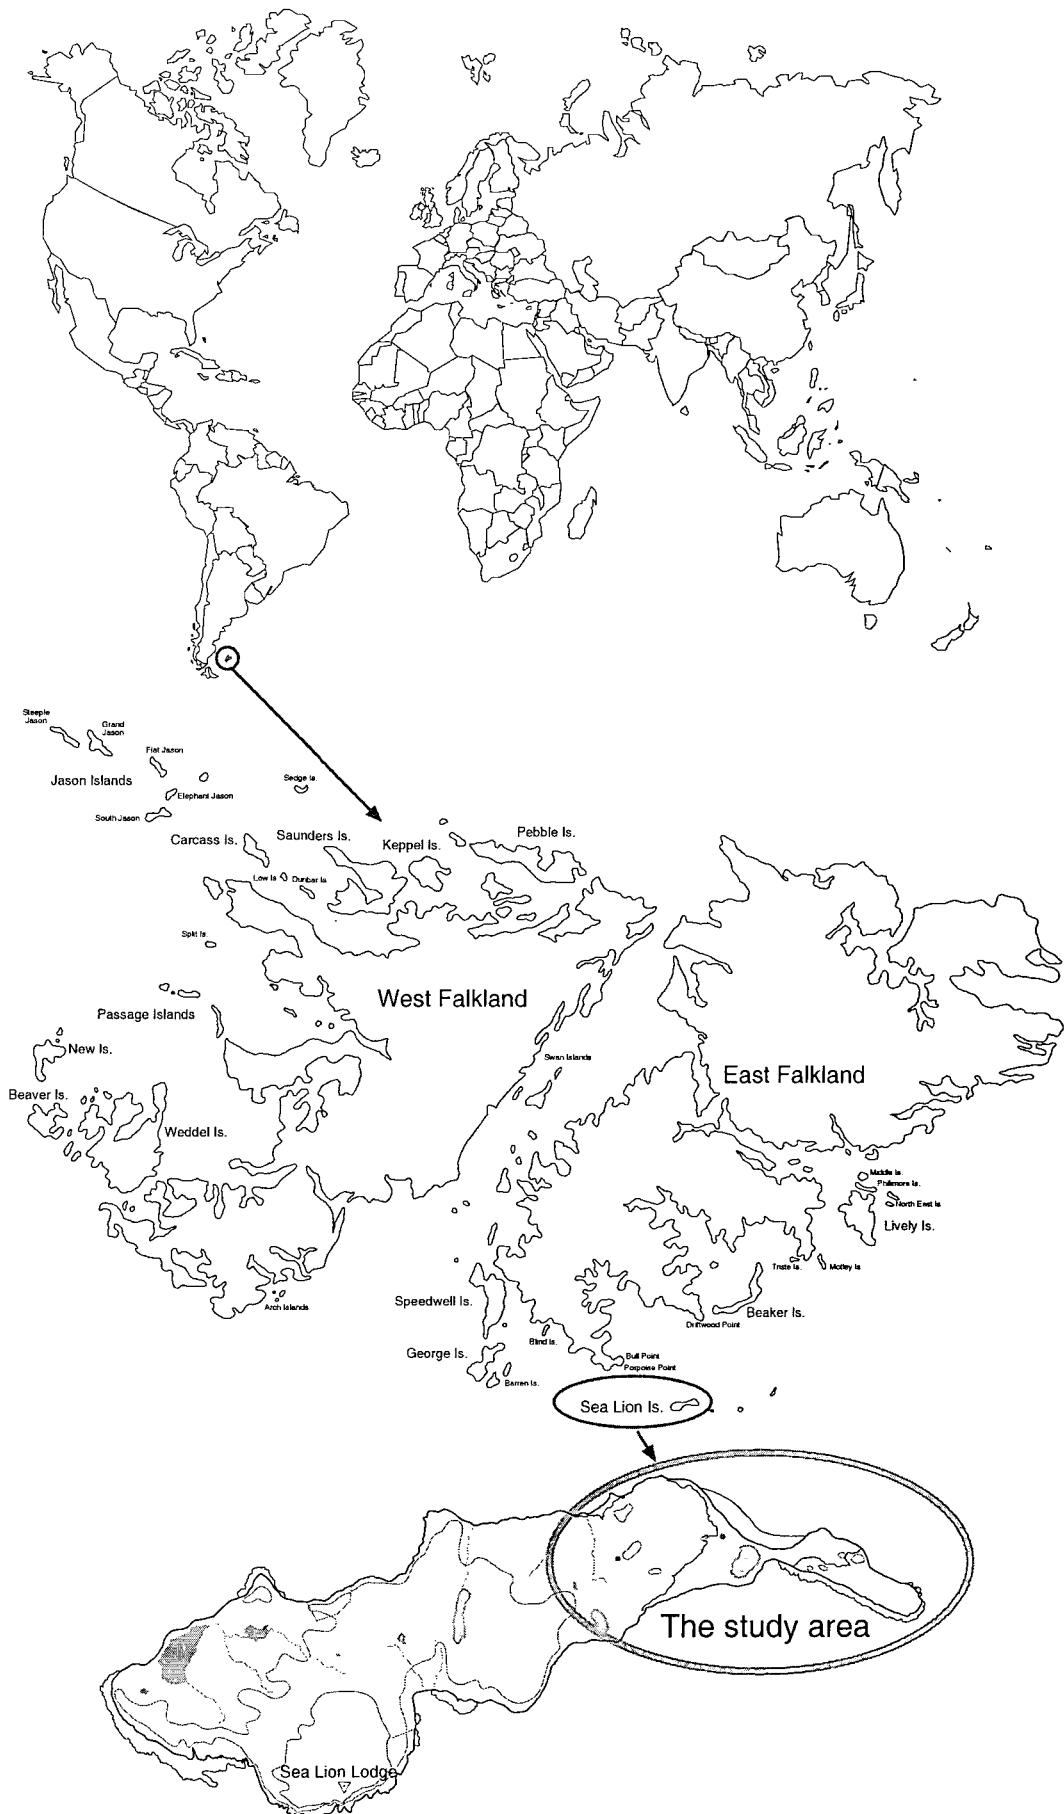 Steeple
Jason
Grand
Jason
Flat Jason
Jason Islands
Elephant Jason
Sedge Is.
South Jason
Carcass Is.
Saunders Is.
Keppel Is.
Pebble Is.
Low Is
Dunbar Is
Split Is.
West Falkland
Passage Islands
New Is.
Swan Islands
East Falkland
Beaver Is.
Weddel Is.
Middle Is.
Philimore Is.
North East Is
Lively Is.
Triste Is.
Motley Is
Arch Islands
Speedwell Is.
Beaker Is.
Driftwood Point
Blind Is.
George Is.
Bull Point
Porpoise Point
Barren Is.
Sea Lion Is.
The study area
Sea Lion Lodge